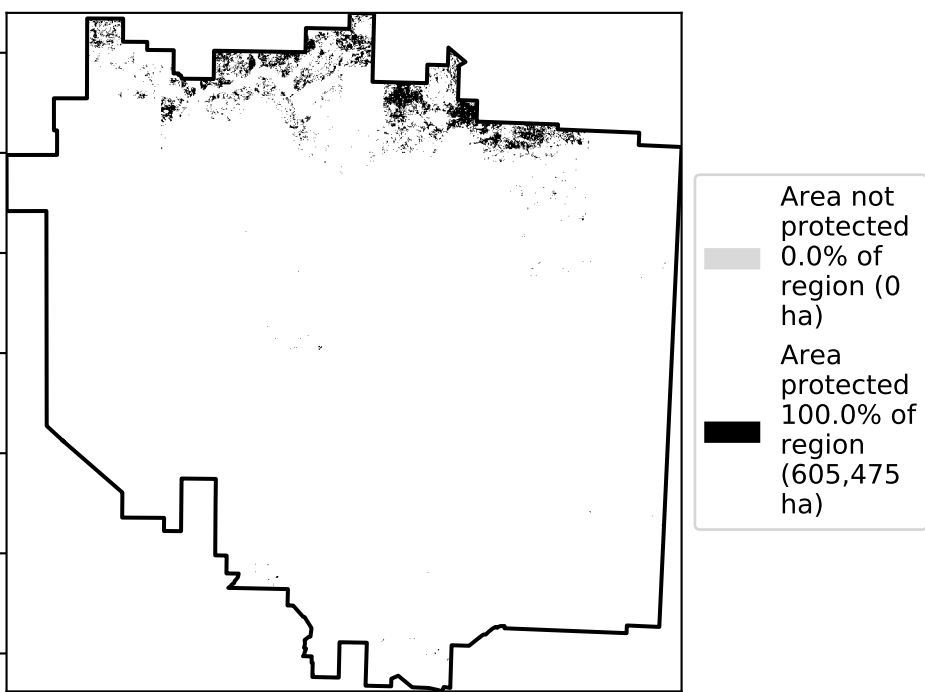 Area not
protected
0.0% of
region (0
ha)
Area
protected
100.0% of
region
(605,475
ha)